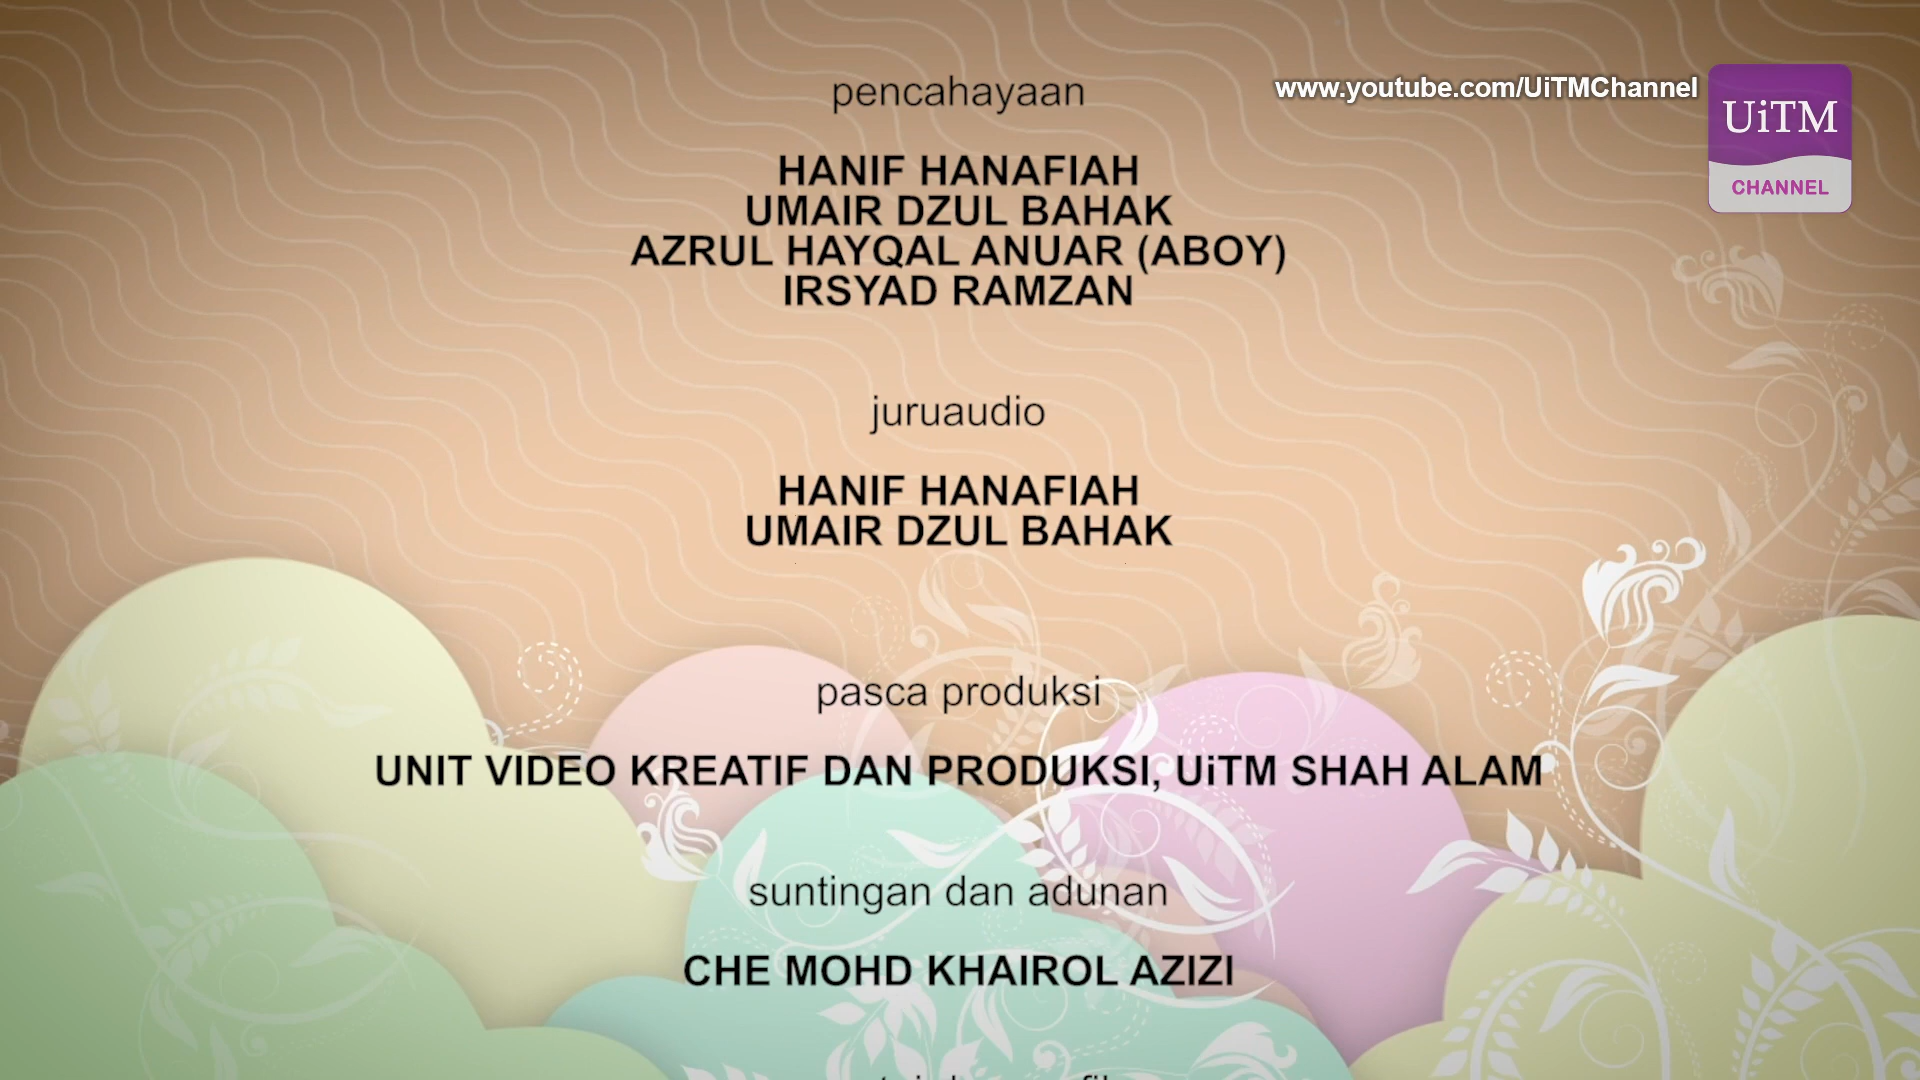 pencahayaan
www.youtube.com/UiTMChannel
UiTM
CHANNEL
HANIF HANAFIAH
UMAIR DZUL BAHAK
AZRUL HAYQAL ANUAR (ABOY)
IRSYAD RAMZAN
juruaudio
HANIF HANAFIAH
UMAIR DZUL BAHAK
pasca produksi
UNIT VIDEO KREATIF DAN PRODUKSI, UiTM SHAH ALAM
suntingan dan adunan
CHE MOHD KHAIROL AZIZI